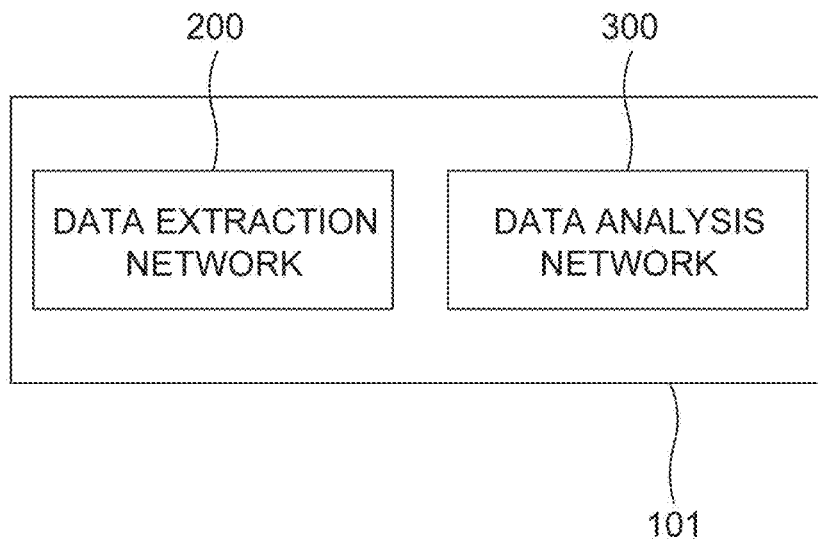 200
300
DATA EXTRACTION
NETWORK
DATA ANALYSIS
NETWORK
101